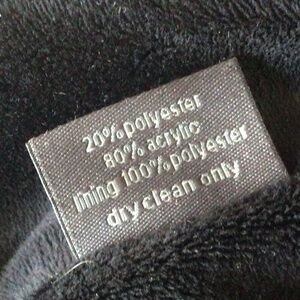 20% polyester
80% acrylic
lining 100% polyester
dry clean only